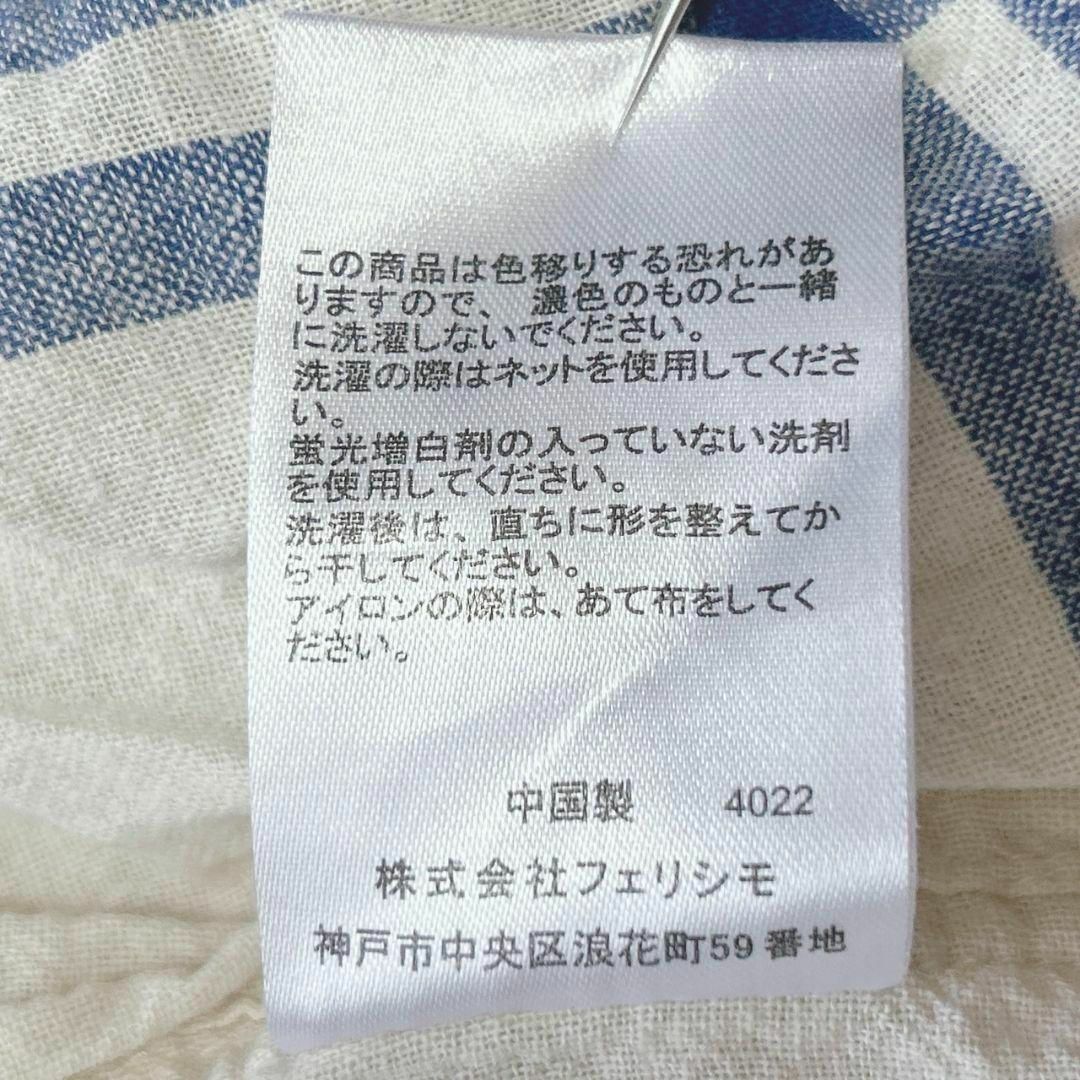 この商品は色移りする恐れがあ
りますので、濃色のものと一緒
に洗濯しないでください。
洗濯の際はネットを使用してくださ
い。
蛍光増白剤の入っていない洗剤
を使用してください。
洗濯後は、直ちに形を整えてか
ら干してください。
アイロンの際は、あて布をしてく
ださい。
中国製 4022
株式会社フェリシモ
神戸市中央区浪花町59番地